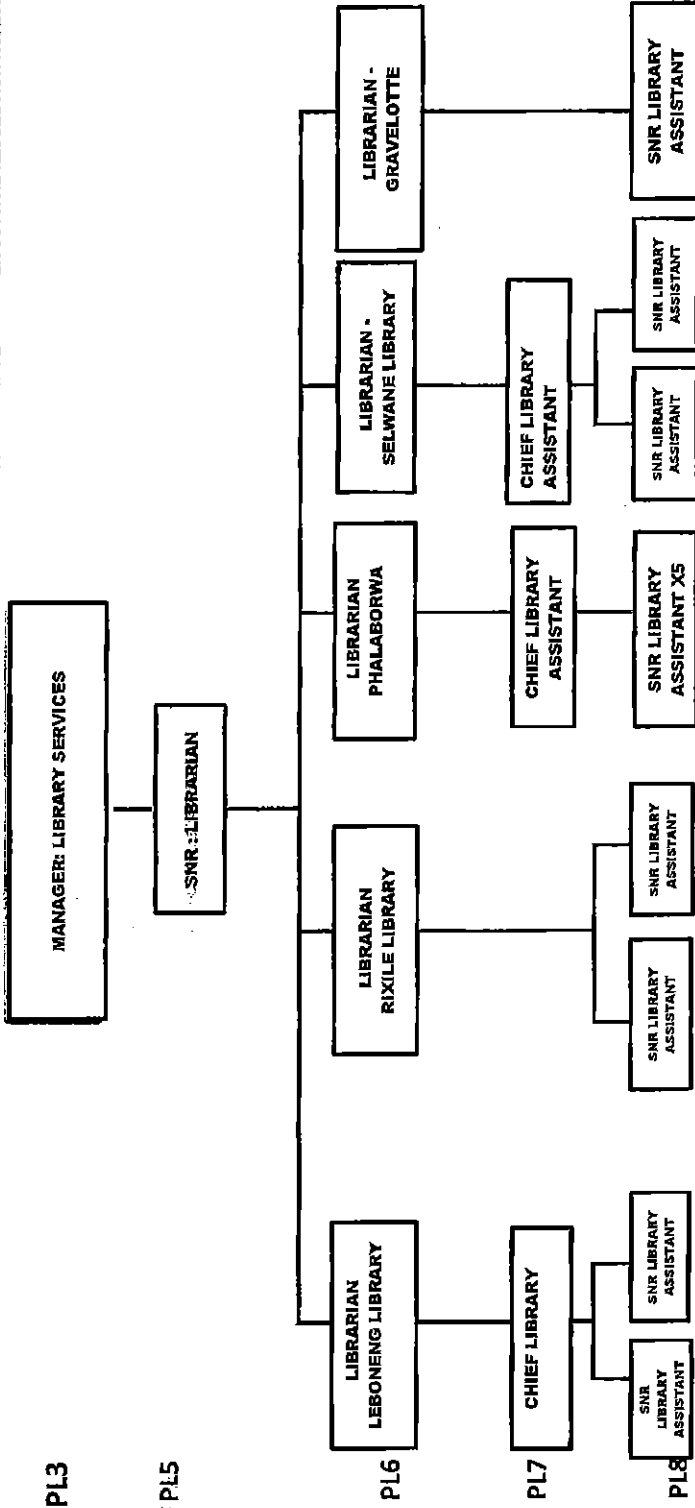 PL3
MANAGER: LIBRARY SERVICES
PL5
SNR. LIBRARIAN
PL6
LIBRARIAN
LEBONENG LIBRARY
LIBRARIAN
RIXILE LIBRARY
LIBRARIAN
PHALABORWA
LIBRARIAN -
SELWANE LIBRARY
LIBRARIAN -
GRAVELOTTE
PL7
CHIEF LIBRARY
CHIEF LIBRARY
ASSISTANT
CHIEF LIBRARY
ASSISTANT
PL8
SNR
LIBRARY
ASSISTANT
SNR LIBRARY
ASSISTANT
SNR LIBRARY
ASSISTANT
SNR LIBRARY
ASSISTANT
SNR LIBRARY
ASSISTANT X5
SNR LIBRARY
ASSISTANT
SNR LIBRARY
ASSISTANT
SNR LIBRARY
ASSISTANT